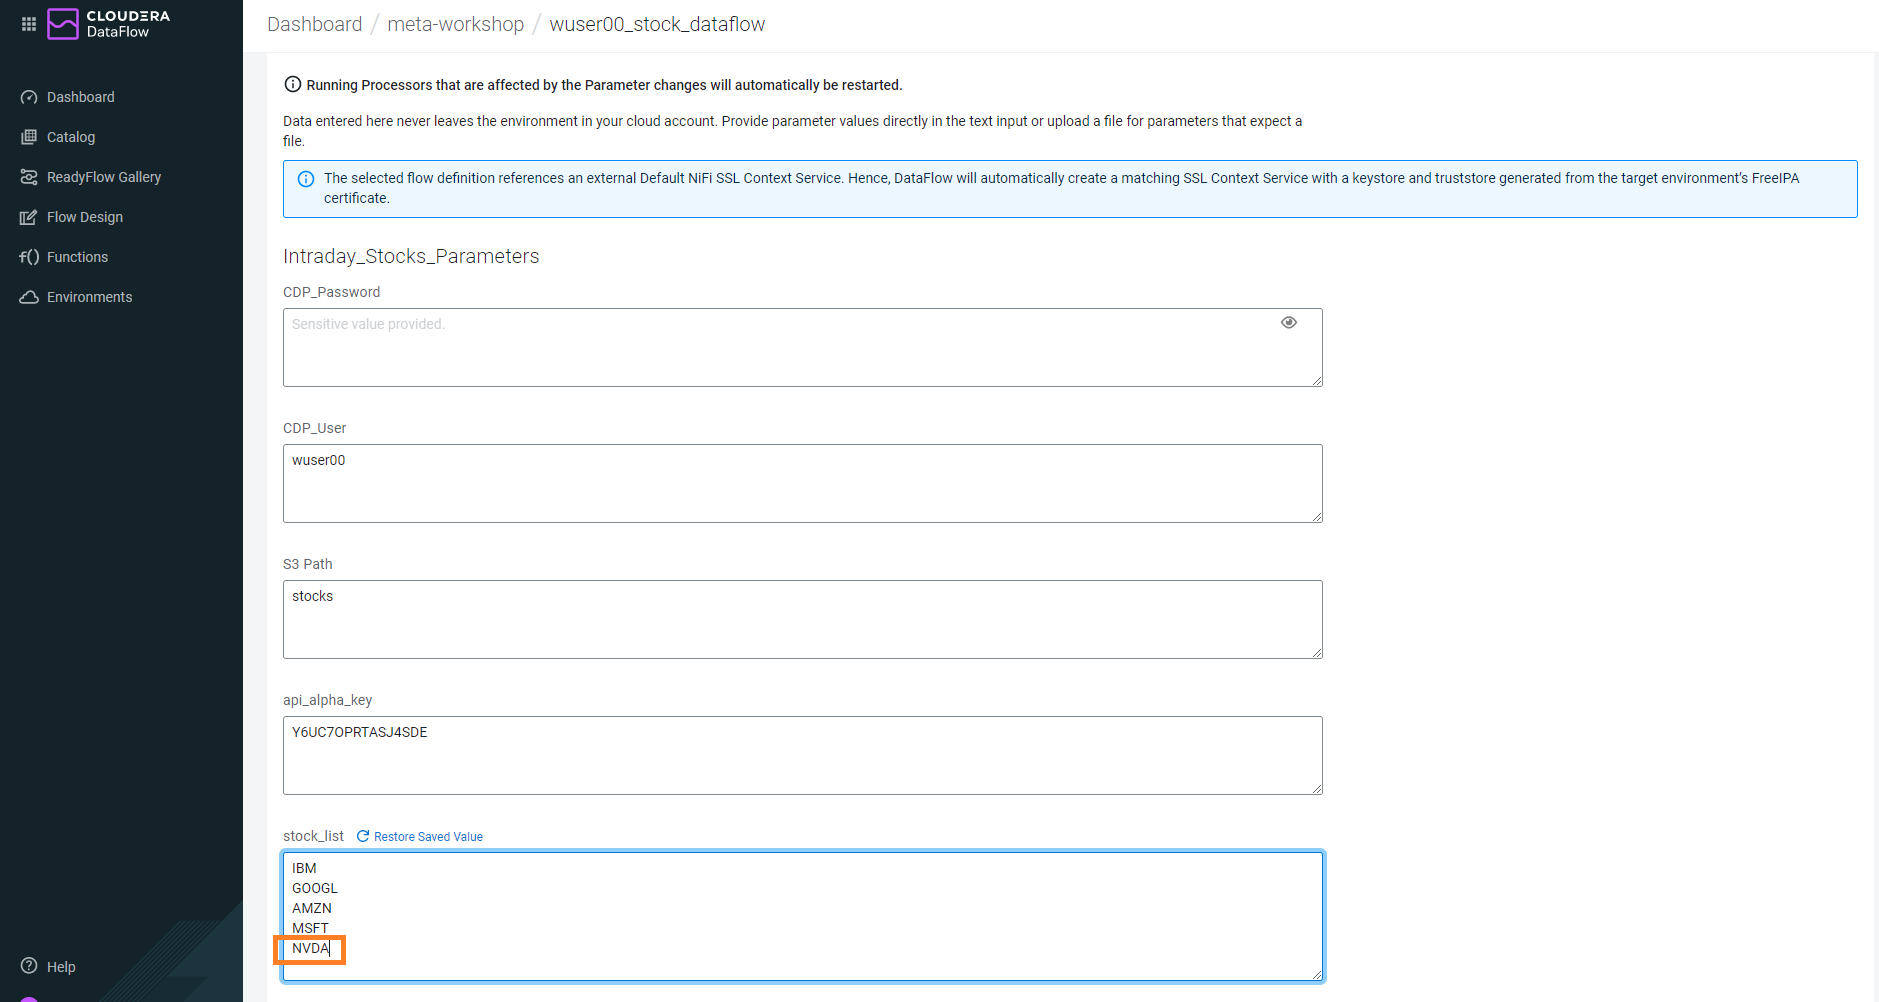 CLOUDERA
DataFlow
Dashboard
Catalog
ReadyFlow Gallery
Flow Design
Functions
Environments
Help
Dashboard / meta-workshop / wuser00_stock_dataflow
Running Processors that are affected by the Parameter changes will automatically be restarted.
Data entered here never leaves the environment in your cloud account. Provide parameter values directly in the text input or upload a file for parameters that expect a
file.
The selected flow definition references an external Default NiFi SSL Context Service. Hence, DataFlow will automatically create a matching SSL Context Service with a keystore and truststore generated from the target environment's FreeIPA
certificate.
Intraday_Stocks_Parameters
CDP_Password
Sensitive value provided.
CDP_User
wuser00
S3 Path
stocks
api_alpha_key
Y6UC7OPRTASJ4SDE
stock_list Restore Saved Value
IBM
GOOGL
AMZN
MSFT
NVDA